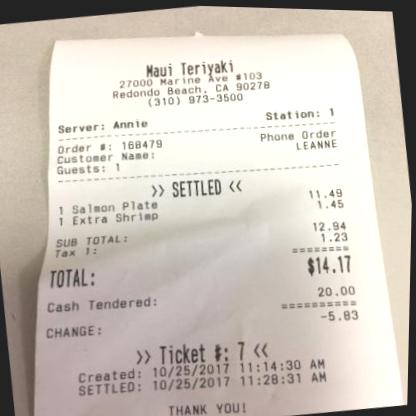 Maui Teriyaki
27000 Marine Ave #103
Redondo Beach, CA 90278
(310) 973-3500
Server: Annie Station: 1
Order #: 168479 Phone Order
Customer Name: LEANNE
Guests: 1
>> SETTLED <<
1 Salmon Plate 11.49
1 Extra Shrimp 1.45
SUB TOTAL: 12.94
Tax 1: 1.23
========
TOTAL: $14.17
Cash Tendered: 20.00
==========
CHANGE: -5.83
>> Ticket #: 7 <<
Created: 10/25/2017 11:14:30 AM
SETTLED: 10/25/2017 11:28:31 AM
THANK YOU!